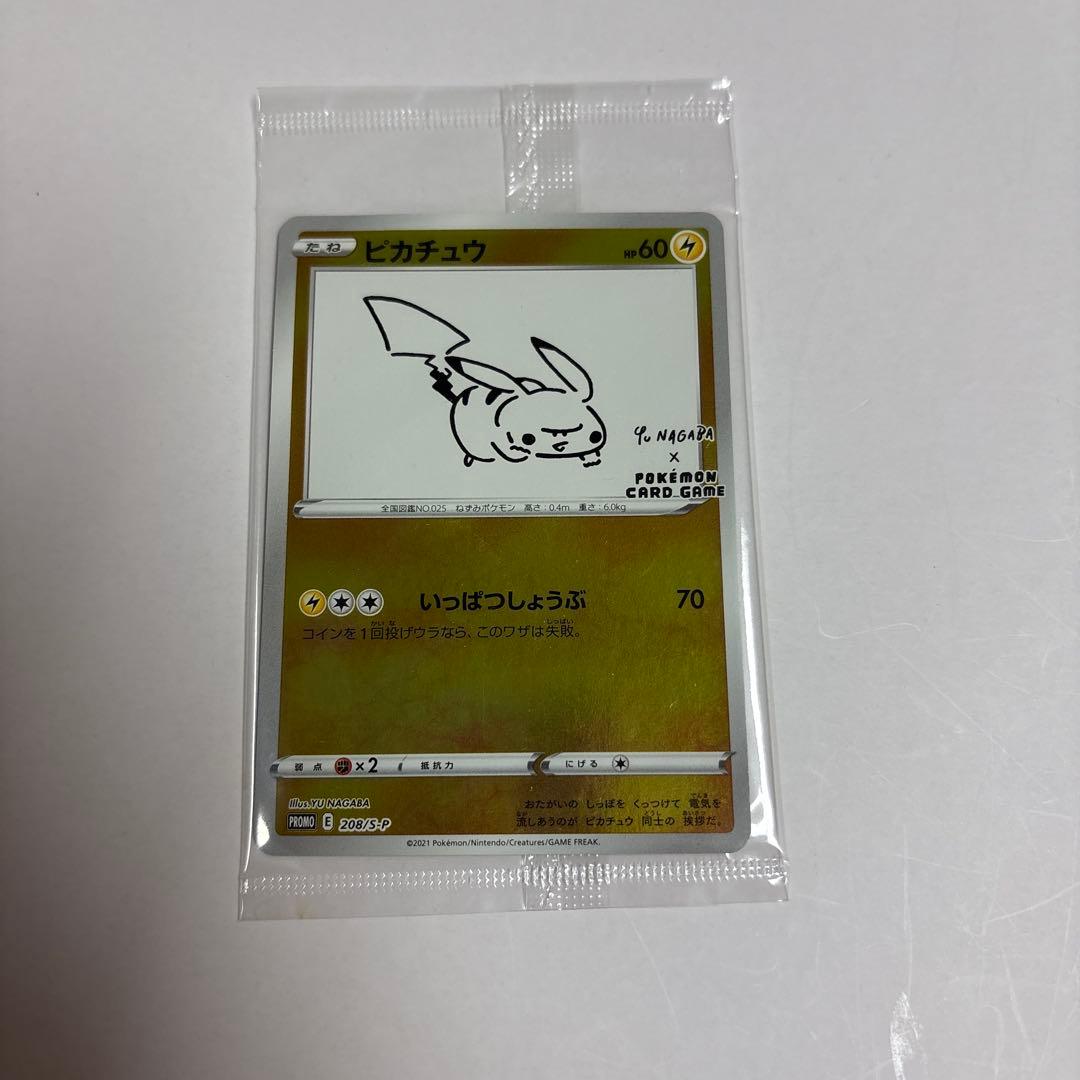 たね ピカチュウ HP60
YU NAGABA
X
POKÉMON
CARD GAME
全国図鑑NO.025 ねずみポケモン 高さ:0.4m 重さ:6.0kg
いっぱつしょうぶ 70
コインを1回投げウラなら、このワザは失敗。
弱点 ×2 抵抗力 にげる
Illus.YU NAGABA
PROMO E 208/S-P
おたがいの しっぽを くっつけて 電気を
流しあうのが ピカチュウ 同士の 挨拶だ。
©2021 Pokémon/Nintendo/Creatures/GAME FREAK.